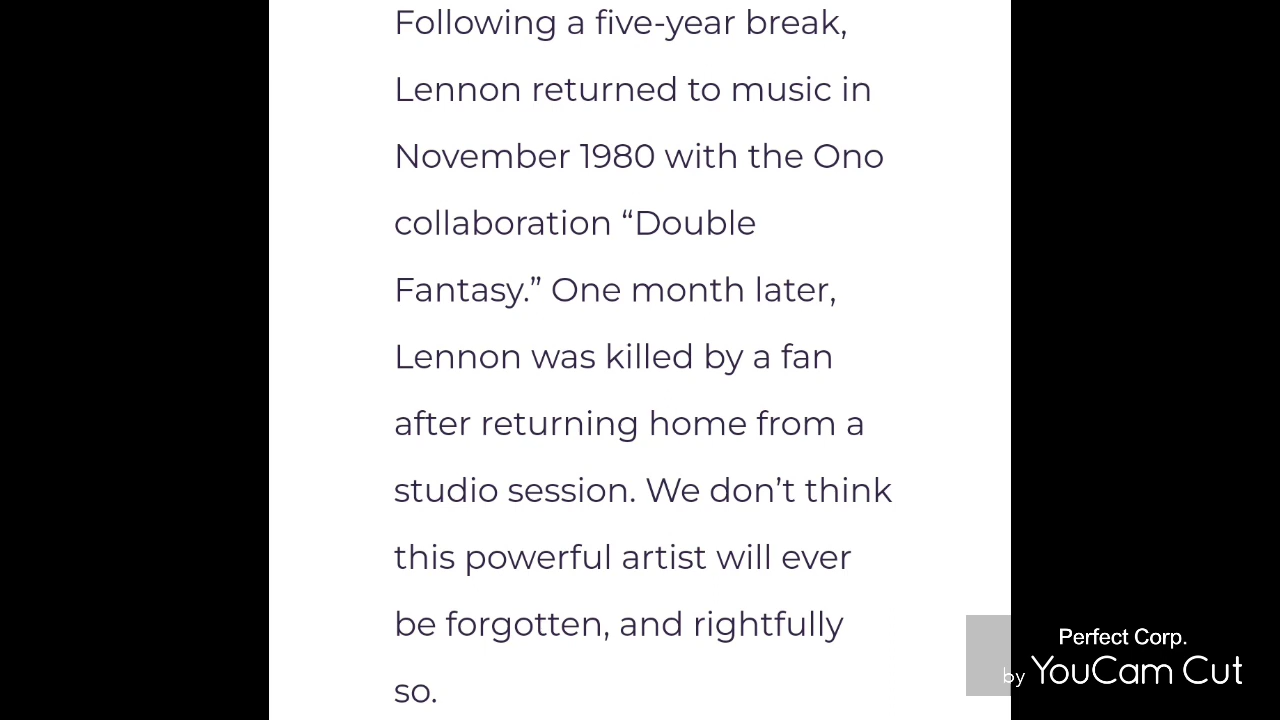 Following a five-year break,
Lennon returned to music in
November 1980 with the Ono
collaboration “Double
Fantasy.” One month later,
Lennon was killed by a fan
after returning home from a
studio session. We don’t think
this powerful artist will ever
be forgotten, and rightfully
so.
Perfect Corp.
by YouCam Cut